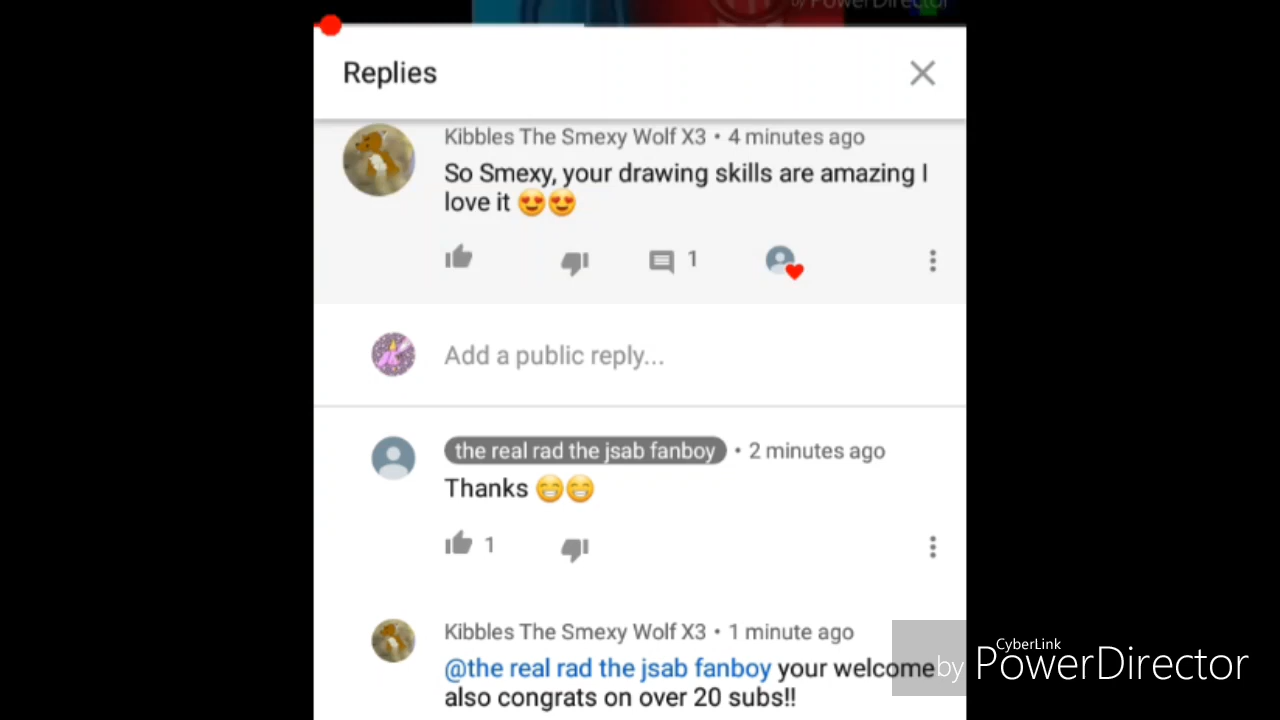 by PowerDirector
Replies
Kibbles The Smexy Wolf X3 • 4 minutes ago
So Smexy, your drawing skills are amazing I
love it 😍😍
1
Add a public reply...
the real rad the jsab fanboy • 2 minutes ago
Thanks 😁😁
1
Kibbles The Smexy Wolf X3 • 1 minute ago
@the real rad the jsab fanboy your welcome
also congrats on over 20 subs!!
CyberLink
by PowerDirector